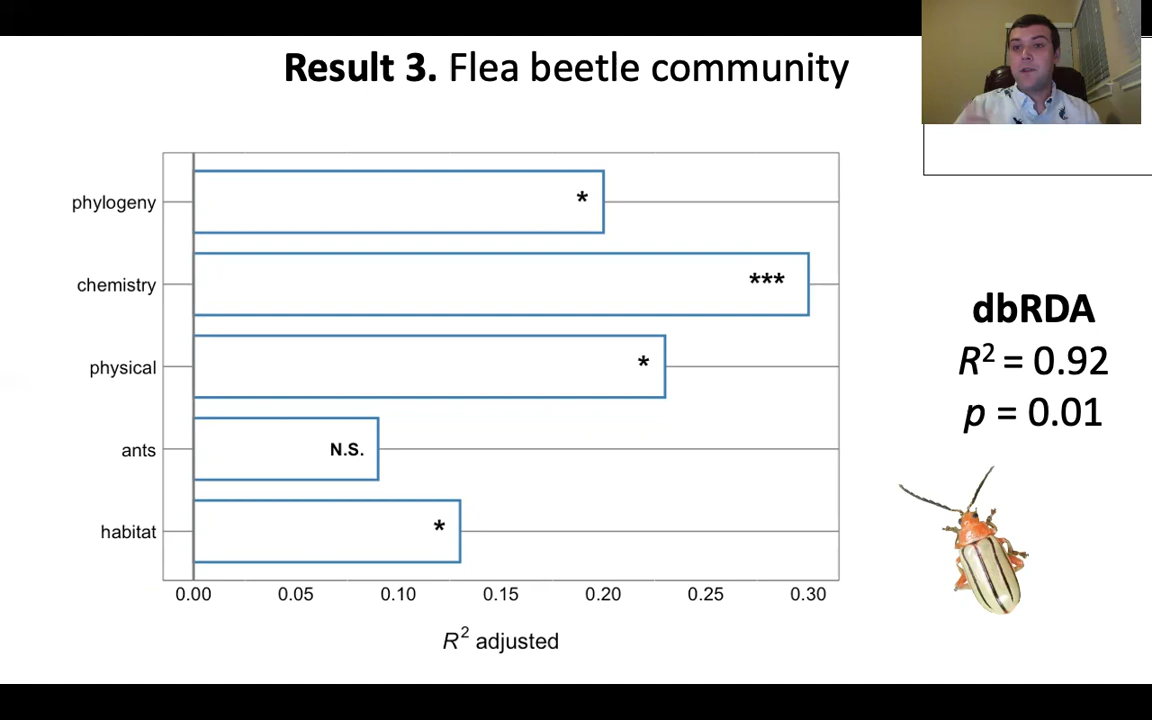 Result 3. Flea beetle community
phylogeny
*
chemistry
***
physical
*
ants
N.S.
habitat
*
0.00 0.05 0.10 0.15 0.20 0.25 0.30
R² adjusted
dbRDA
R² = 0.92
p = 0.01